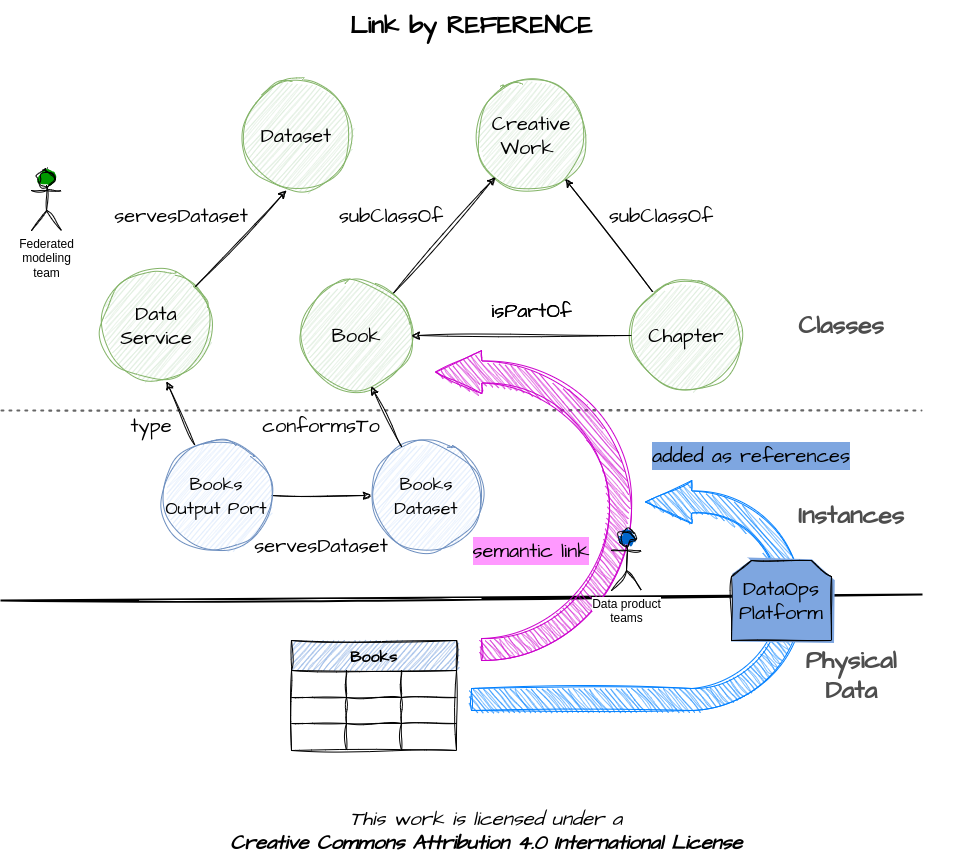 Link by REFERENCE
Dataset
Creative
Work
servesDataset
subClassOf
subClassOf
Federated
modeling
team
Data
Service
Book
isPartOf
Chapter
Classes
type
conformsTo
added as references
Books
Output Port
Books
Dataset
Instances
servesDataset
semantic link
Data product
teams
DataOps
Platform
Books
Physical
Data
This work is licensed under a
Creative Commons Attribution 4.0 International License